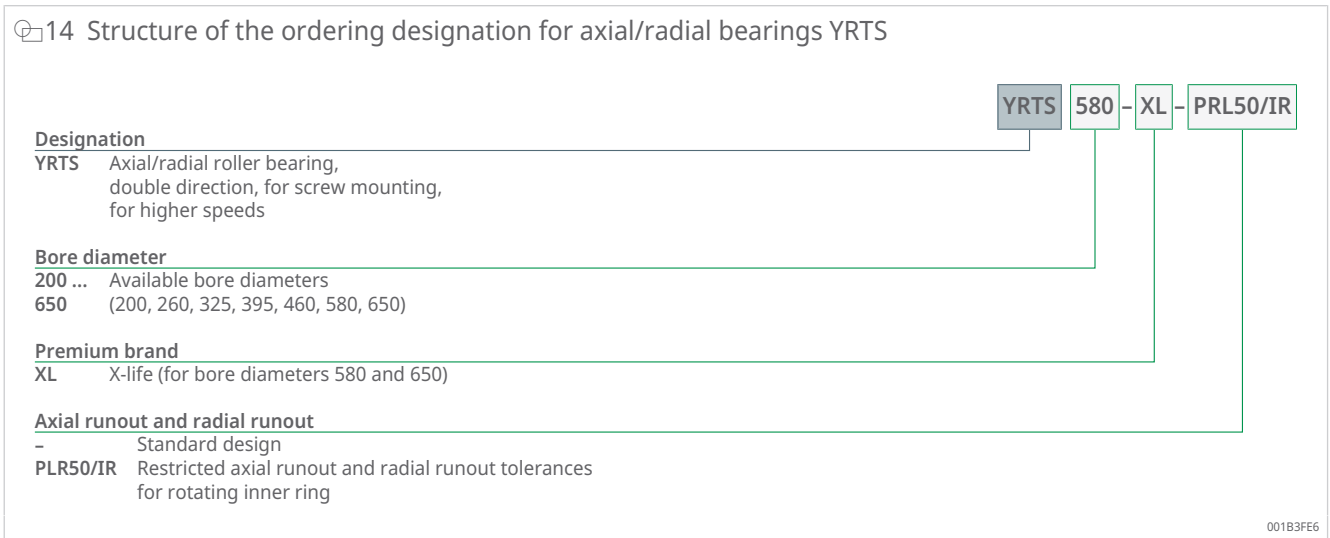 14 Structure of the ordering designation for axial/radial bearings YRTS
YRTS 580 – XL – PRL50/IR
Designation
YRTS Axial/radial roller bearing,
double direction, for screw mounting,
for higher speeds
Bore diameter
200 ... Available bore diameters
650 (200, 260, 325, 395, 460, 580, 650)
Premium brand
XL X-life (for bore diameters 580 and 650)
Axial runout and radial runout
– Standard design
PLR50/IR Restricted axial runout and radial runout tolerances
for rotating inner ring
001B3FE6